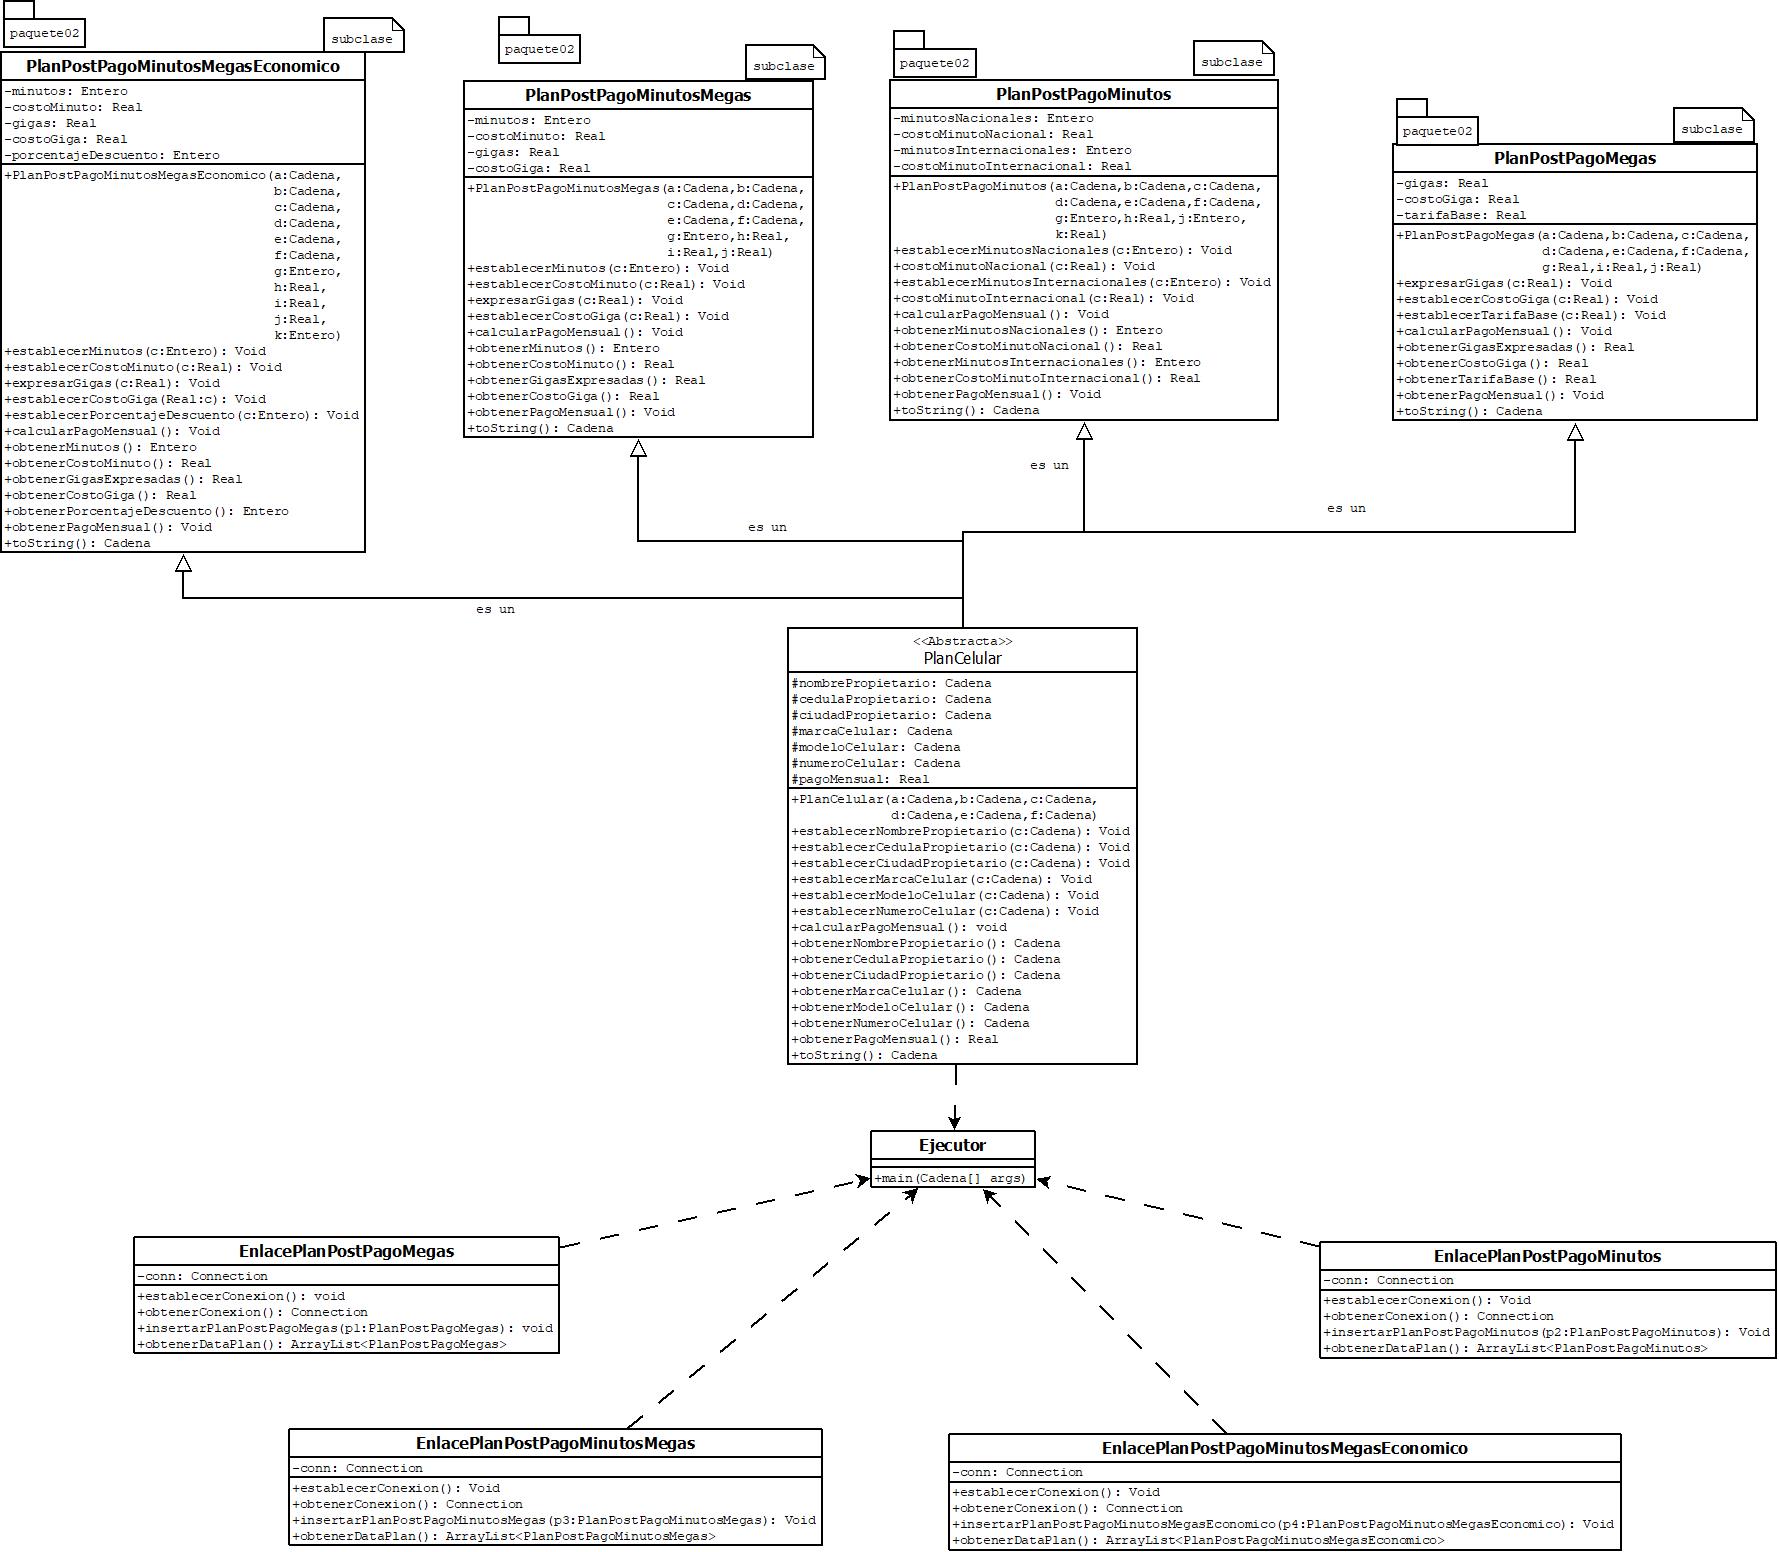 paquete02
subclase
PlanPostPagoMinutosMegasEconomico
-minutos: Entero
-costoMinuto: Real
-gigas: Real
-costoGiga: Real
-porcentajeDescuento: Entero
+PlanPostPagoMinutosMegasEconomico(a:Cadena,
b:Cadena,
c:Cadena,
d:Cadena,
e:Cadena,
f:Cadena,
g:Entero,
h:Real,
i:Real,
j:Real,
k:Entero)
+establecerMinutos(c:Entero): Void
+establecerCostoMinuto(c:Real): Void
+expresarGigas(c:Real): Void
+establecerCostoGiga(Real:c): Void
+establecerPorcentajeDescuento(c:Entero): Void
+calcularPagoMensual(): Void
+obtenerMinutos(): Entero
+obtenerCostoMinuto(): Real
+obtenerGigasExpresadas(): Real
+obtenerCostoGiga(): Real
+obtenerPorcentajeDescuento(): Entero
+obtenerPagoMensual(): Void
+toString(): Cadena
paquete02
subclase
PlanPostPagoMinutosMegas
-minutos: Entero
-costoMinuto: Real
-gigas: Real
-costoGiga: Real
+PlanPostPagoMinutosMegas(a:Cadena,b:Cadena,
c:Cadena,d:Cadena,
e:Cadena,f:Cadena,
g:Entero,h:Real,
i:Real,j:Real)
+establecerMinutos(c:Entero): Void
+establecerCostoMinuto(c:Real): Void
+expresarGigas(c:Real): Void
+establecerCostoGiga(c:Real): Void
+calcularPagoMensual(): Void
+obtenerMinutos(): Entero
+obtenerCostoMinuto(): Real
+obtenerGigasExpresadas(): Real
+obtenerCostoGiga(): Real
+obtenerPagoMensual(): Void
+toString(): Cadena
paquete02
subclase
PlanPostPagoMinutos
-minutosNacionales: Entero
-costoMinutoNacional: Real
-minutosInternacionales: Entero
-costoMinutoInternacional: Real
+PlanPostPagoMinutos(a:Cadena,b:Cadena,c:Cadena,
d:Cadena,e:Cadena,f:Cadena,
g:Entero,h:Real,j:Entero,
k:Real)
+establecerMinutosNacionales(c:Entero): Void
+costoMinutoNacional(c:Real): Void
+establecerMinutosInternacionales(c:Entero): Void
+costoMinutoInternacional(c:Real): Void
+calcularPagoMensual(): Void
+obtenerMinutosNacionales(): Entero
+obtenerCostoMinutoNacional(): Real
+obtenerMinutosInternacionales(): Entero
+obtenerCostoMinutoInternacional(): Real
+obtenerPagoMensual(): Void
+toString(): Cadena
paquete02
subclase
PlanPostPagoMegas
-gigas: Real
-costoGiga: Real
-tarifaBase: Real
+PlanPostPagoMegas(a:Cadena,b:Cadena,c:Cadena,
d:Cadena,e:Cadena,f:Cadena,
g:Real,i:Real,j:Real)
+expresarGigas(c:Real): Void
+establecerCostoGiga(c:Real): Void
+establecerTarifaBase(c:Real): Void
+calcularPagoMensual(): Void
+obtenerGigasExpresadas(): Real
+obtenerCostoGiga(): Real
+obtenerTarifaBase(): Real
+obtenerPagoMensual(): Void
+toString(): Cadena
es un
es un
es un
es un
<<Abstracta>>
PlanCelular
#nombrePropietario: Cadena
#cedulaPropietario: Cadena
#ciudadPropietario: Cadena
#marcaCelular: Cadena
#modeloCelular: Cadena
#numeroCelular: Cadena
#pagoMensual: Real
+PlanCelular(a:Cadena,b:Cadena,c:Cadena,
d:Cadena,e:Cadena,f:Cadena)
+establecerNombrePropietario(c:Cadena): Void
+establecerCedulaPropietario(c:Cadena): Void
+establecerCiudadPropietario(c:Cadena): Void
+establecerMarcaCelular(c:Cadena): Void
+establecerModeloCelular(c:Cadena): Void
+establecerNumeroCelular(c:Cadena): Void
+calcularPagoMensual(): void
+obtenerNombrePropietario(): Cadena
+obtenerCedulaPropietario(): Cadena
+obtenerCiudadPropietario(): Cadena
+obtenerMarcaCelular(): Cadena
+obtenerModeloCelular(): Cadena
+obtenerNumeroCelular(): Cadena
+obtenerPagoMensual(): Real
+toString(): Cadena
Ejecutor
+main(Cadena[] args)
EnlacePlanPostPagoMegas
-conn: Connection
+establecerConexion(): void
+obtenerConexion(): Connection
+insertarPlanPostPagoMegas(p1:PlanPostPagoMegas): void
+obtenerDataPlan(): ArrayList<PlanPostPagoMegas>
EnlacePlanPostPagoMinutos
-conn: Connection
+establecerConexion(): Void
+obtenerConexion(): Connection
+insertarPlanPostPagoMinutos(p2:PlanPostPagoMinutos): Void
+obtenerDataPlan(): ArrayList<PlanPostPagoMinutos>
EnlacePlanPostPagoMinutosMegas
-conn: Connection
+establecerConexion(): Void
+obtenerConexion(): Connection
+insertarPlanPostPagoMinutosMegas(p3:PlanPostPagoMinutosMegas): Void
+obtenerDataPlan(): ArrayList<PlanPostPagoMinutosMegas>
EnlacePlanPostPagoMinutosMegasEconomico
-conn: Connection
+establecerConexion(): Void
+obtenerConexion(): Connection
+insertarPlanPostPagoMinutosMegasEconomico(p4:PlanPostPagoMinutosMegasEconomico): Void
+obtenerDataPlan(): ArrayList<PlanPostPagoMinutosMegasEconomico>